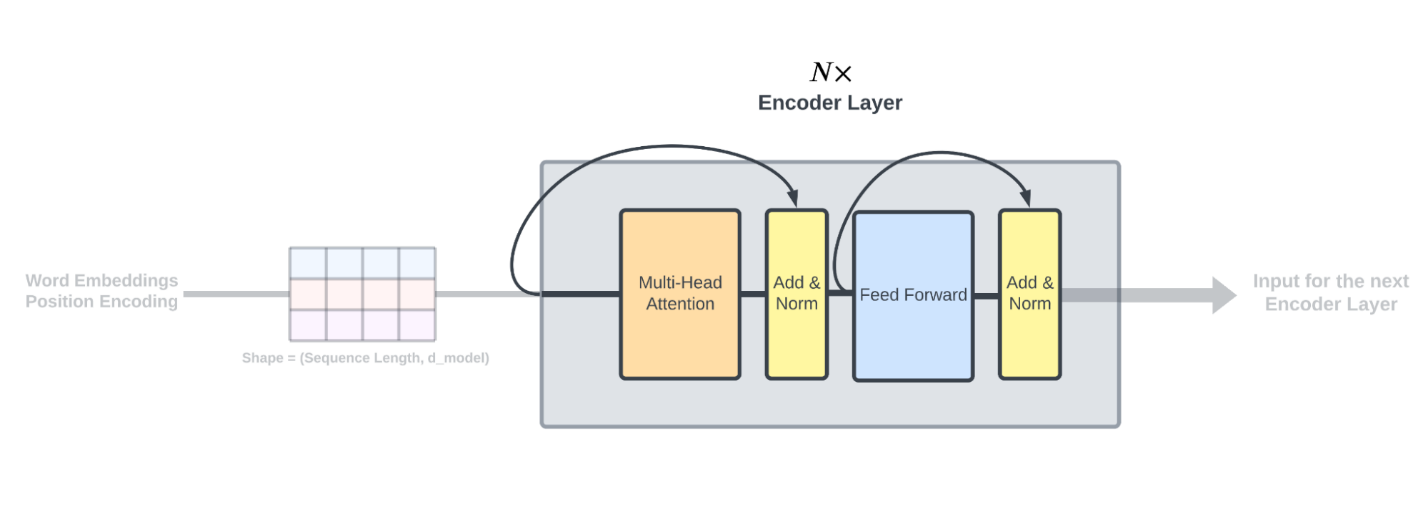 N×
Encoder Layer
Word Embeddings
Position Encoding
Shape = (Sequence Length, d_model)
Multi-Head
Attention
Add &
Norm
Feed Forward
Add &
Norm
Input for the next
Encoder Layer